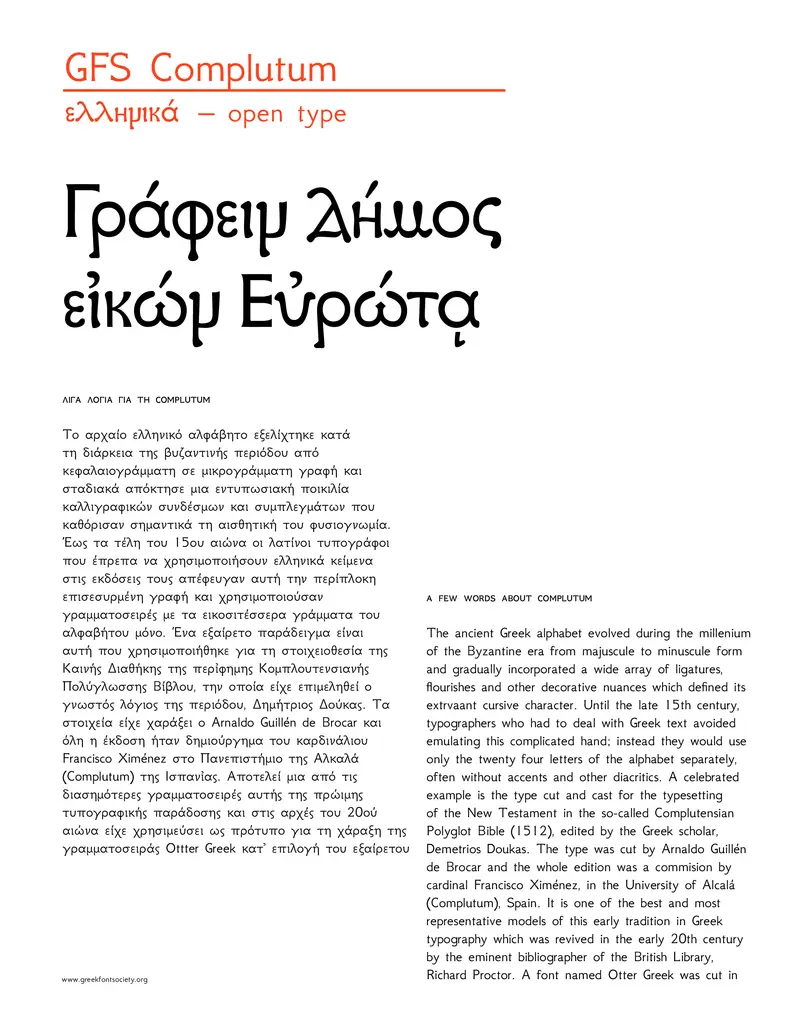 GFS Complutum
ελληνικά – open type
Γράφειν Δήμος
εἰκών Εὐρώτᾳ
ΛΙΓΑ ΛΟΓΙΑ ΓΙΑ ΤΗ COMPLUTUM
Το αρχαίο ελληνικό αλφάβητο εξελίχτηκε κατά
τη διάρκεια της βυζαντινής περιόδου από
κεφαλαιογράμματη σε μικρογράμματη γραφή και
σταδιακά απόκτησε μια εντυπωσιακή ποικιλία
καλλιγραφικών συνδέσμων και συμπλεγμάτων που
καθόρισαν σημαντικά τη αισθητική του φυσιογνωμία.
Έως τα τέλη του 15ου αιώνα οι λατίνοι τυπογράφοι
που έπρεπα να χρησιμοποιήσουν ελληνικά κείμενα
στις εκδόσεις τους απέφευγαν αυτή την περίπλοκη
επισεσυρμένη γραφή και χρησιμοποιούσαν
γραμματοσειρές με τα εικοσιτέσσερα γράμματα του
αλφαβήτου μόνο. Ένα εξαίρετο παράδειγμα είναι
αυτή που χρησιμοποιήθηκε για τη στοιχειοθεσία της
Καινής Διαθήκης της περίφημης Κομπλουτενσιανής
Πολύγλωσσης Βίβλου, την οποία είχε επιμεληθεί ο
γνωστός λόγιος της περιόδου, Δημήτριος Δούκας. Τα
στοιχεία είχε χαράξει ο Arnaldo Guillén de Brocar και
όλη η έκδοση ήταν δημιούργημα του καρδινάλιου
Francisco Ximénez στο Πανεπιστήμιο της Αλκαλά
(Complutum) της Ισπανίας. Αποτελεί μια από τις
διασημότερες γραμματοσειρές αυτής της πρώιμης
τυπογραφικής παράδοσης και στις αρχές του 20ού
αιώνα είχε χρησιμεύσει ως πρότυπο για τη χάραξη της
γραμματοσειράς Ottter Greek κατ’ επιλογή του εξαίρετου
A FEW WORDS ABOUT COMPLUTUM
The ancient Greek alphabet evolved during the millenium
of the Byzantine era from majuscule to minuscule form
and gradually incorporated a wide array of ligatures,
flourishes and other decorative nuances which defined its
extrvaant cursive character. Until the late 15th century,
typographers who had to deal with Greek text avoided
emulating this complicated hand; instead they would use
only the twenty four letters of the alphabet separately,
often without accents and other diacritics. A celebrated
example is the type cut and cast for the typesetting
of the New Testament in the so-called Complutensian
Polyglot Bible (1512), edited by the Greek scholar,
Demetrios Doukas. The type was cut by Arnaldo Guillén
de Brocar and the whole edition was a commision by
cardinal Francisco Ximénez, in the University of Alcalá
(Complutum), Spain. It is one of the best and most
representative models of this early tradition in Greek
typography which was revived in the early 20th century
by the eminent bibliographer of the British Library,
Richard Proctor. A font named Otter Greek was cut in
www.greekfontsociety.org